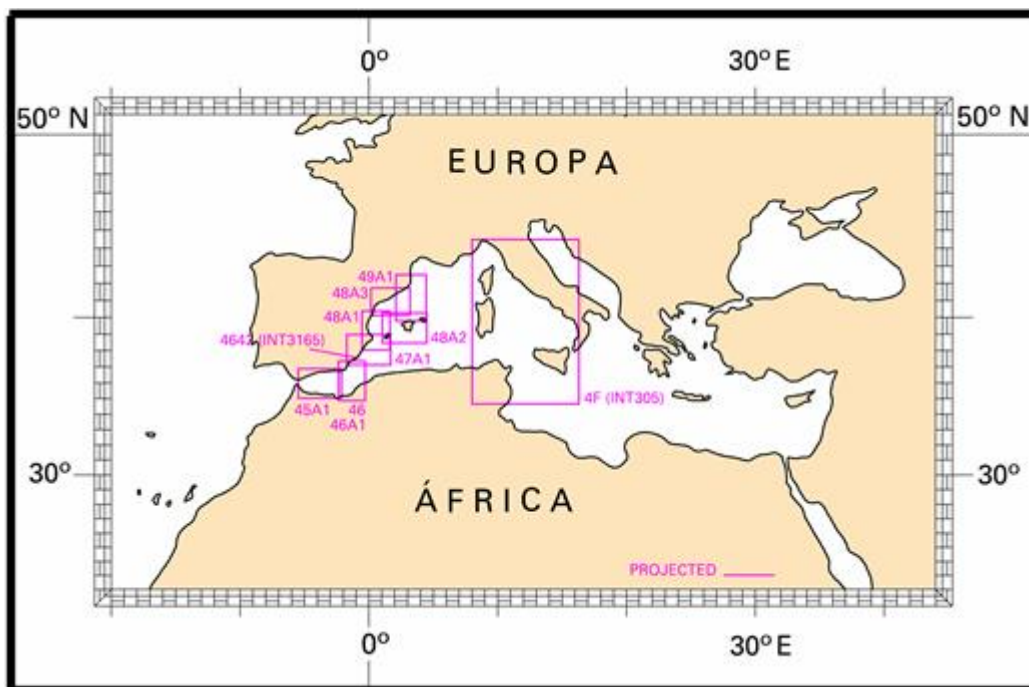 0º 30º E
50º N 50º N
EUROPA
49A1
48A3
48A1
4642 (INT3165) 48A2
47A1
4F (INT305)
45A1 46
46A1
30º 30º
ÁFRICA
PROJECTED
0º 30º E